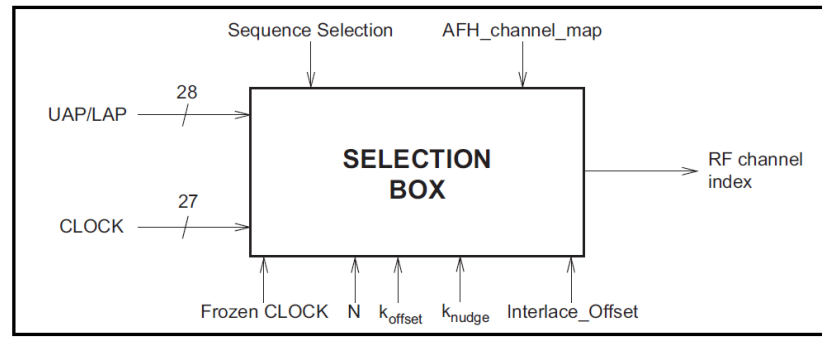 Sequence Selection
AFH_channel_map
28
UAP/LAP
SELECTION
BOX
RF channel
index
27
CLOCK
Frozen CLOCK
N
koffset
knudge
Interlace_Offset